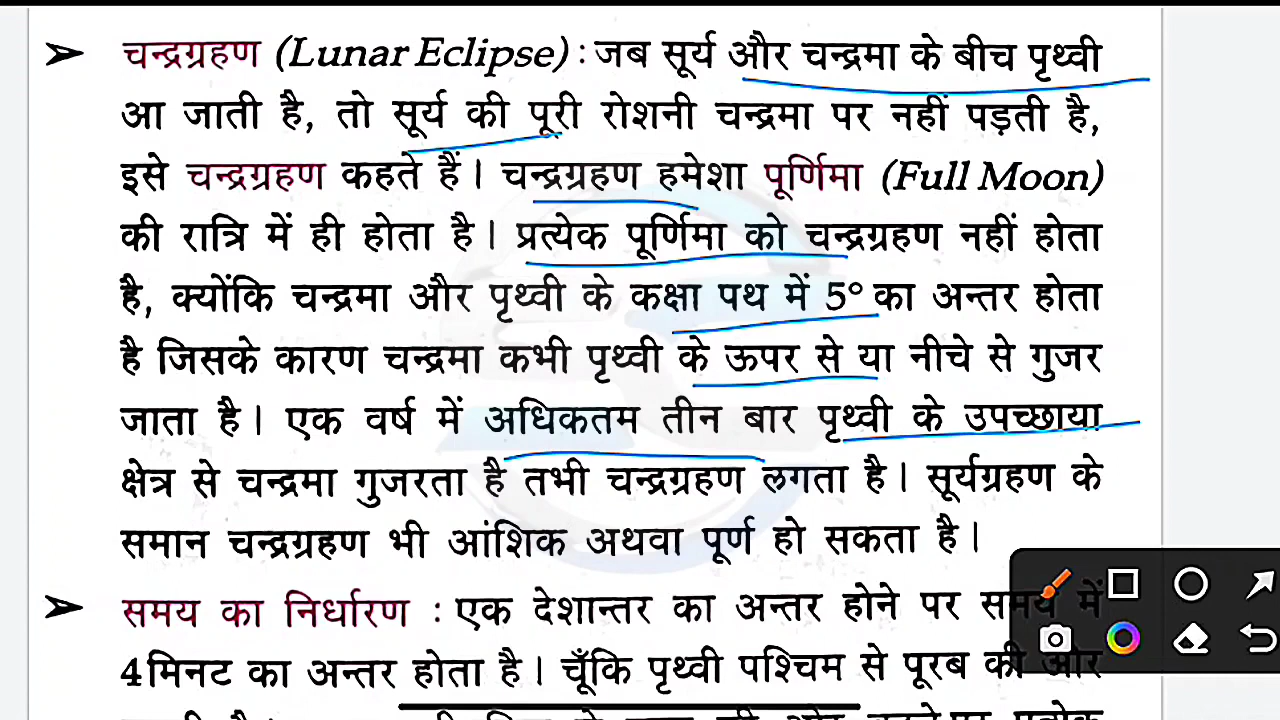 ➢ चन्द्रग्रहण (Lunar Eclipse) : जब सूर्य और चन्द्रमा के बीच पृथ्वी
आ जाती है, तो सूर्य की पूरी रोशनी चन्द्रमा पर नहीं पड़ती है,
इसे चन्द्रग्रहण कहते हैं। चन्द्रग्रहण हमेशा पूर्णिमा (Full Moon)
की रात्रि में ही होता है। प्रत्येक पूर्णिमा को चन्द्रग्रहण नहीं होता
है, क्योंकि चन्द्रमा और पृथ्वी के कक्षा पथ में 5° का अन्तर होता
है जिसके कारण चन्द्रमा कभी पृथ्वी के ऊपर से या नीचे से गुजर
जाता है। एक वर्ष में अधिकतम तीन बार पृथ्वी के उपच्छाया
क्षेत्र से चन्द्रमा गुजरता है तभी चन्द्रग्रहण लगता है। सूर्यग्रहण के
समान चन्द्रग्रहण भी आंशिक अथवा पूर्ण हो सकता है।
➢ समय का निर्धारण : एक देशान्तर का अन्तर होने पर समय में
4मिनट का अन्तर होता है। चूँकि पृथ्वी पश्चिम से पूरब की ओर